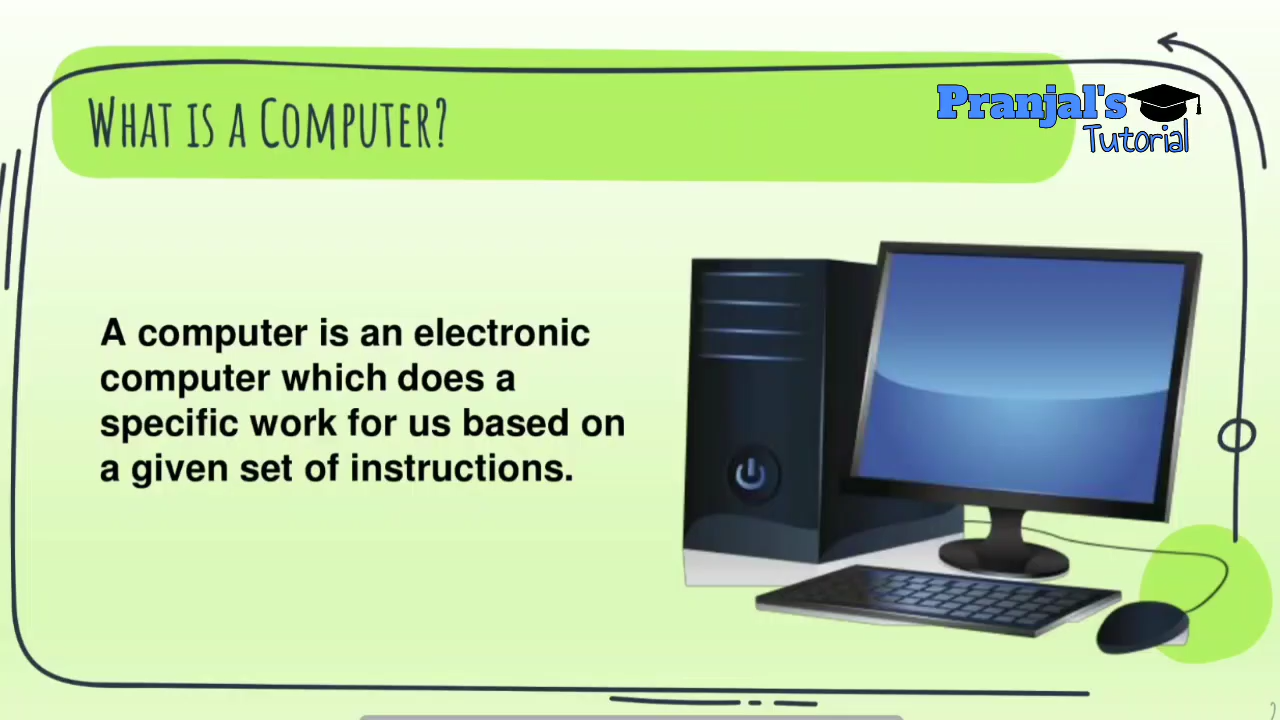 What is a Computer?
Pranjal's
Tutorial
A computer is an electronic
computer which does a
specific work for us based on
a given set of instructions.